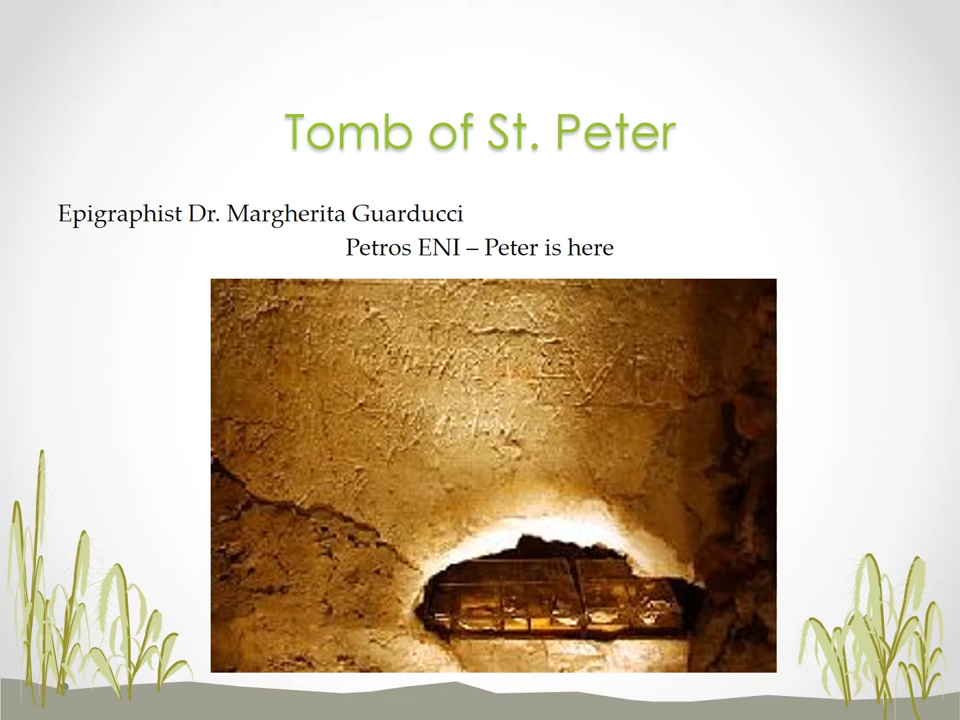 Tomb of St. Peter
Epigraphist Dr. Margherita Guarducci
Petros ENI – Peter is here